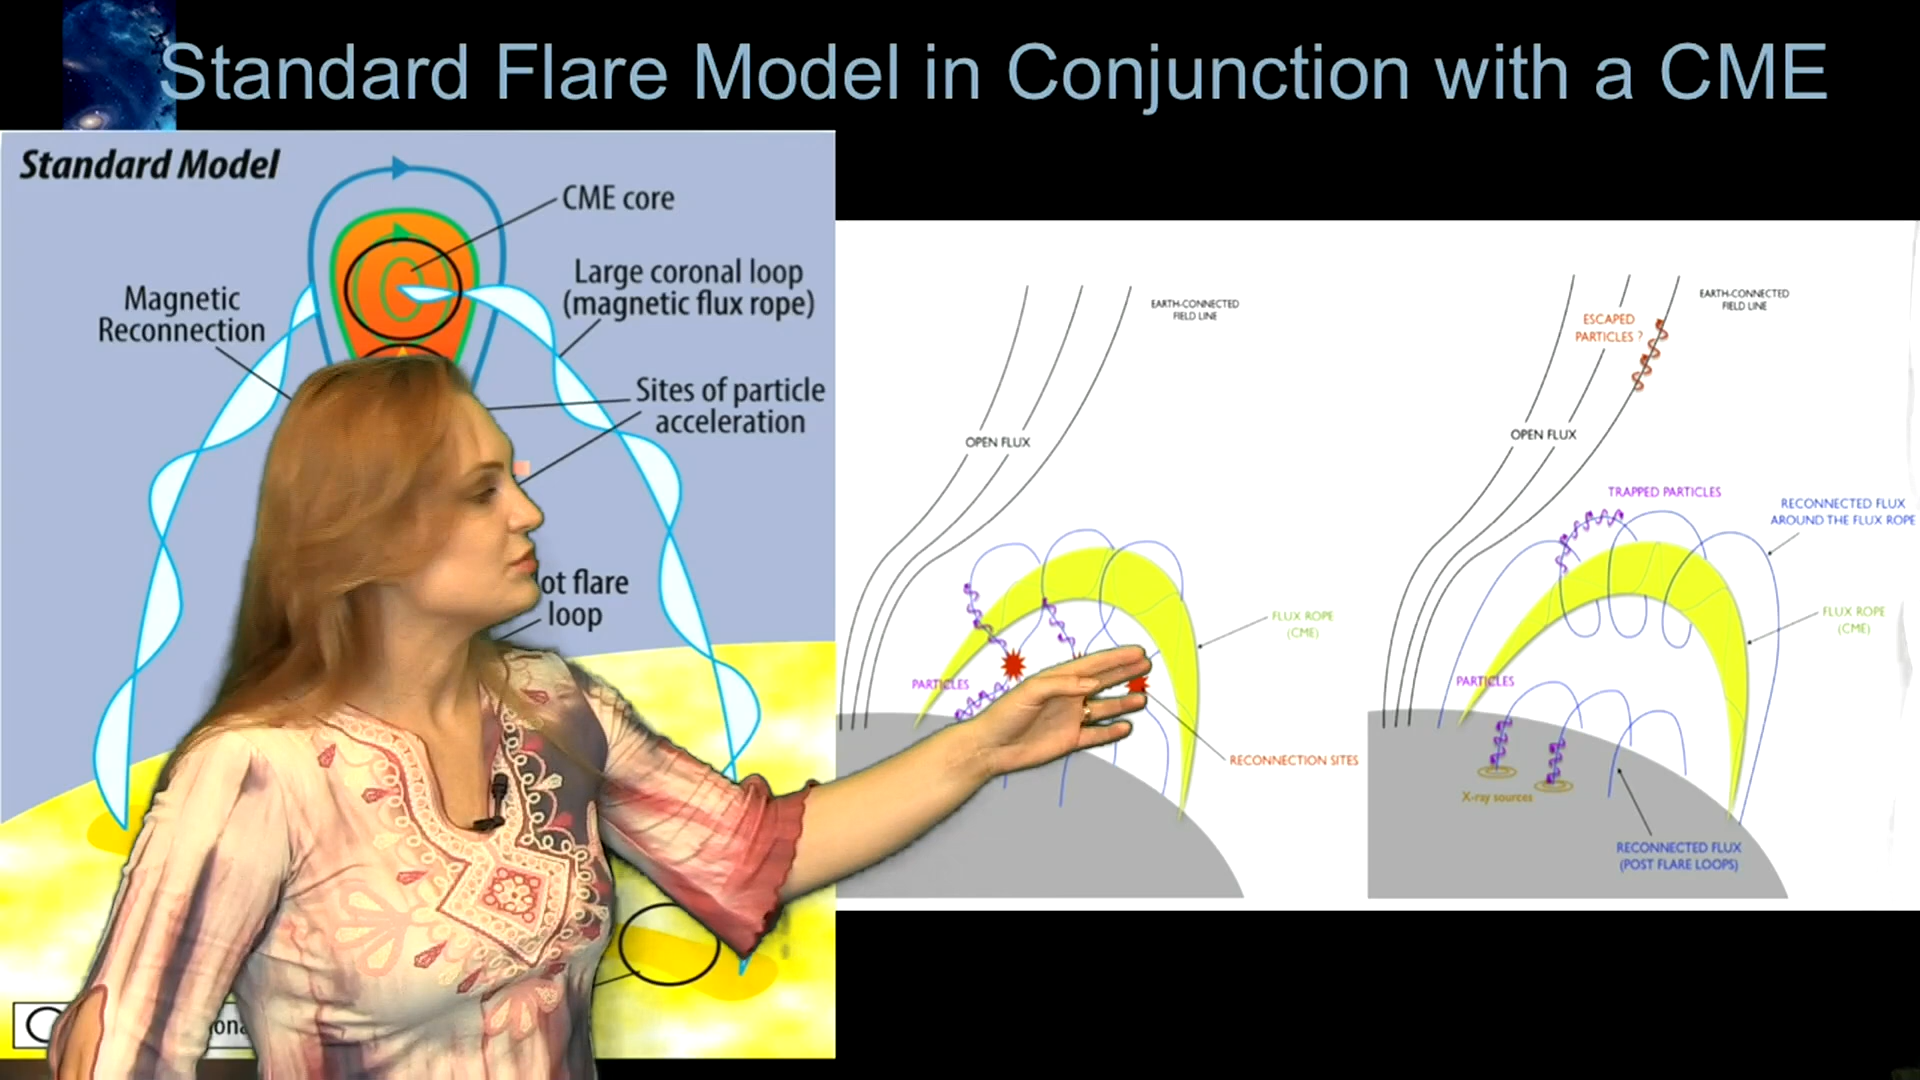 Standard Flare Model in Conjunction with a CME
Standard Model
CME core
Large coronal loop
(magnetic flux rope)
Magnetic
Reconnection
Sites of particle
acceleration
ot flare
loop
EARTH-CONNECTED
FIELD LINE
OPEN FLUX
FLUX ROPE
(CME)
PARTICLES
RECONNECTION SITES
EARTH-CONNECTED
FIELD LINE
ESCAPED
PARTICLES ?
OPEN FLUX
TRAPPED PARTICLES
RECONNECTED FLUX
AROUND THE FLUX ROPE
FLUX ROPE
(CME)
PARTICLES
X-ray sources
RECONNECTED FLUX
(POST FLARE LOOPS)